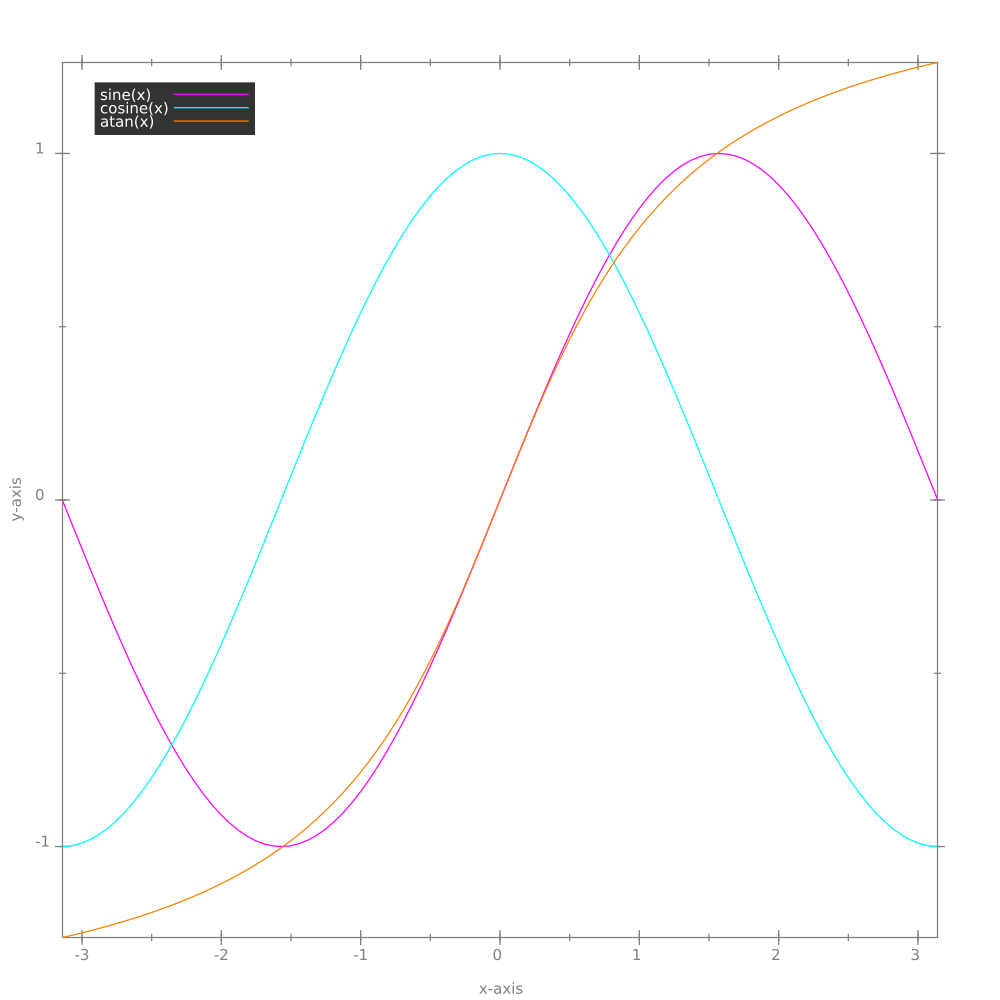 sine(x)
cosine(x)
atan(x)
1
0
-1
y-axis
-3 -2 -1 0 1 2 3
x-axis